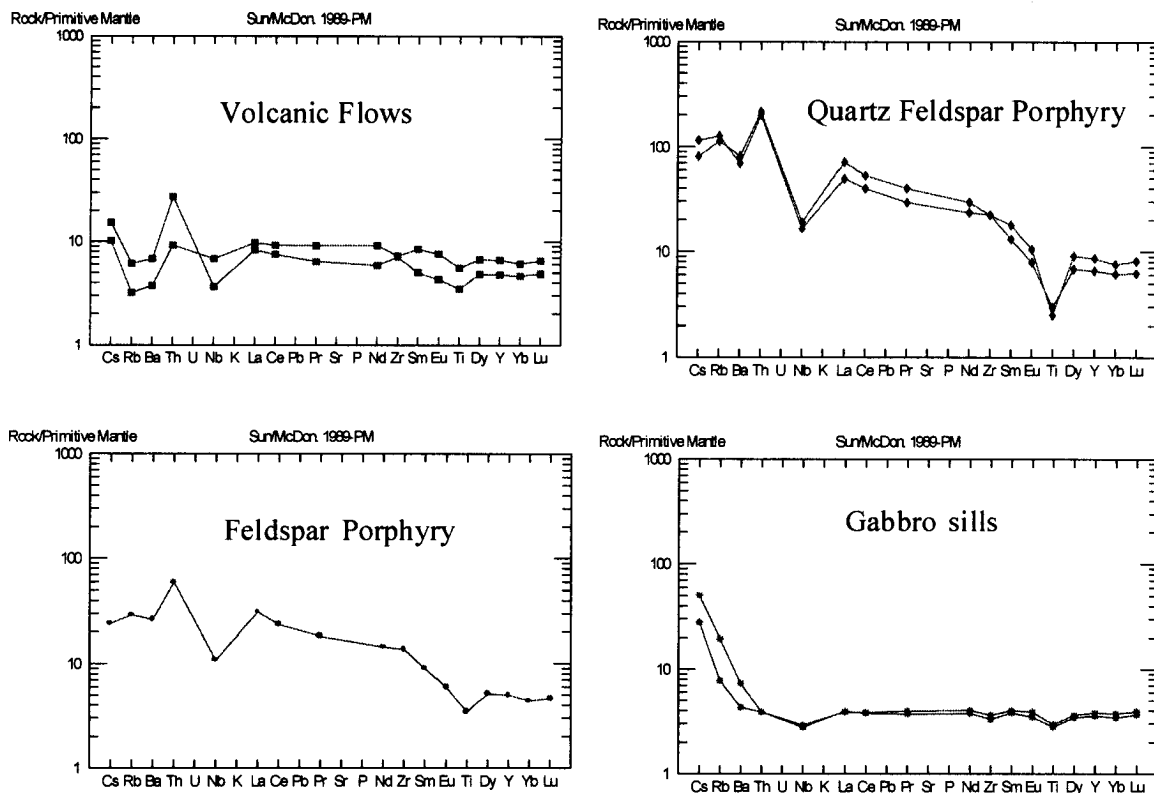 Rock/Primitive Mantle Sun/McDon. 1989-PM
1000
Volcanic Flows
100
10
1
Cs Rb Ba Th U Nb K La Ce Pb Pr Sr P Nd Zr Sm Eu Ti Dy Y Yb Lu
Rock/Primitive Mantle Sun/McDon. 1989-PM
1000
Quartz Feldspar Porphyry
100
10
1
Cs Rb Ba Th U Nb K La Ce Pb Pr Sr P Nd Zr Sm Eu Ti Dy Y Yb Lu
Rock/Primitive Mantle Sun/McDon. 1989-PM
1000
Feldspar Porphyry
100
10
1
Cs Rb Ba Th U Nb K La Ce Pb Pr Sr P Nd Zr Sm Eu Ti Dy Y Yb Lu
Rock/Primitive Mantle Sun/McDon. 1989-PM
1000
Gabbro sills
100
10
1
Cs Rb Ba Th U Nb K La Ce Pb Pr Sr P Nd Zr Sm Eu Ti Dy Y Yb Lu